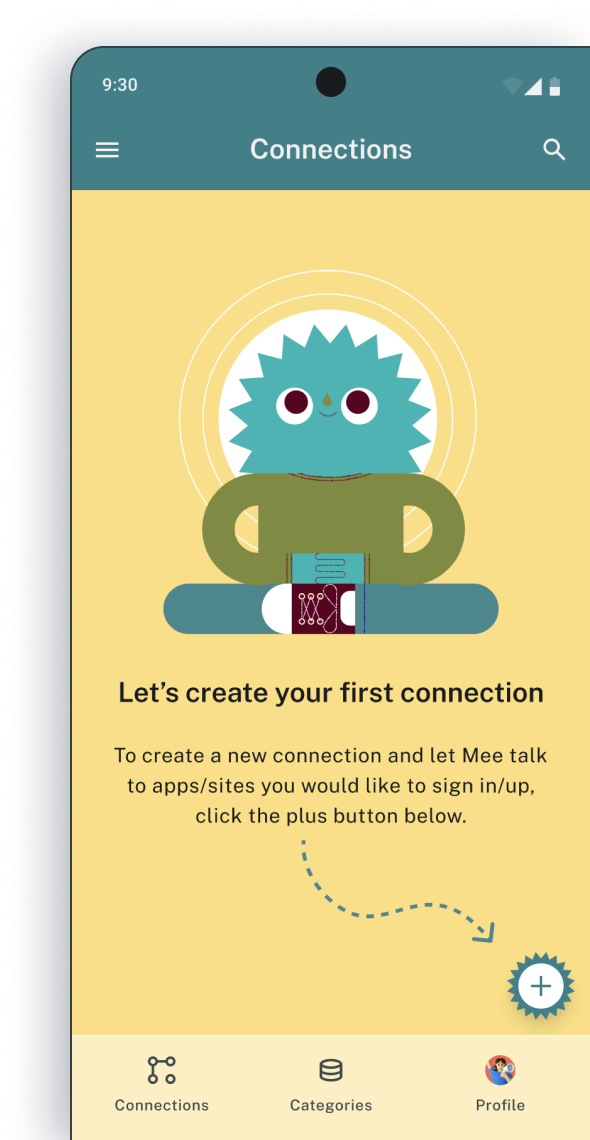 9:30
Connections
Let’s create your first connection
To create a new connection and let Mee talk
to apps/sites you would like to sign in/up,
click the plus button below.
Connections
Categories
Profile